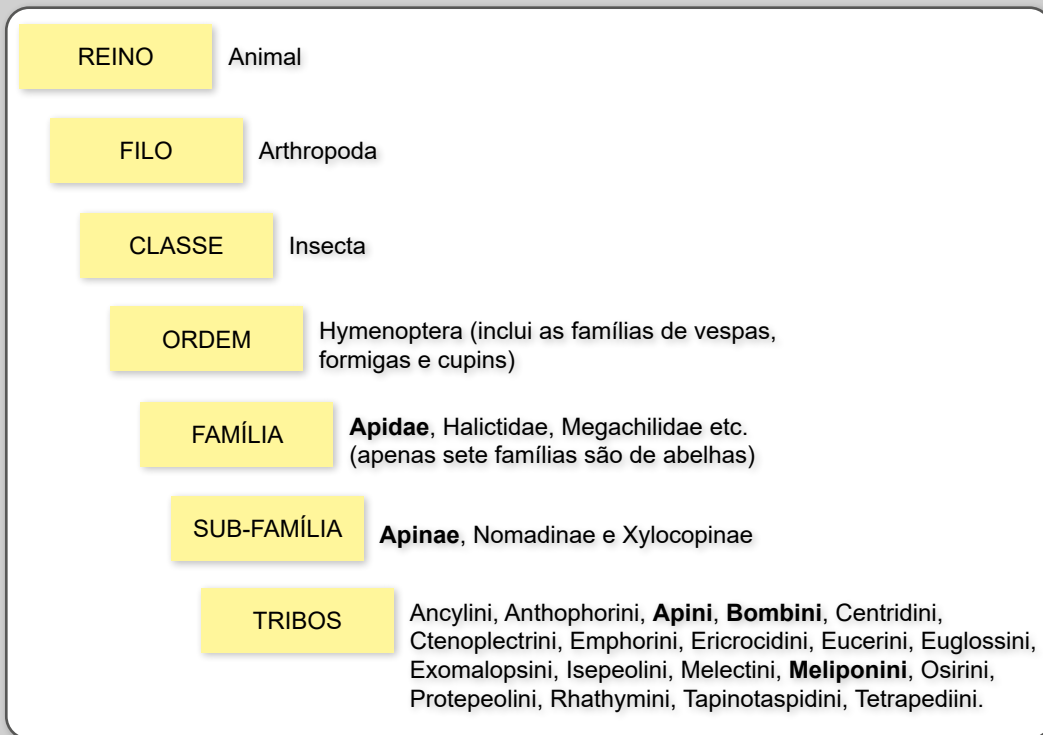 REINO Animal
FILO Arthropoda
CLASSE Insecta
ORDEM Hymenoptera (inclui as famílias de vespas,
formigas e cupins)
FAMÍLIA Apidae, Halictidae, Megachilidae etc.
(apenas sete famílias são de abelhas)
SUB-FAMÍLIA Apinae, Nomadinae e Xylocopinae
TRIBOS Ancylini, Anthophorini, Apini, Bombini, Centridini,
Ctenoplectrini, Emphorini, Ericrocidini, Eucerini, Euglossini,
Exomalopsini, Isepeolini, Melectini, Meliponini, Osirini,
Protepeolini, Rhathymini, Tapinotaspidini, Tetrapediini.